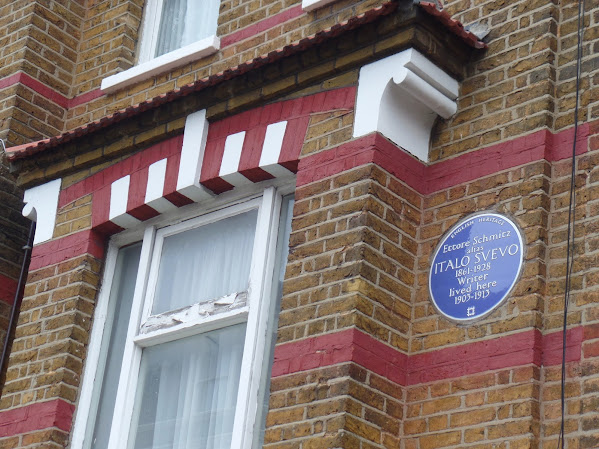 ENGLISH HERITAGE
Ettore Schmitz
alias
ITALO SVEVO
1861-1928
Writer
lived here
1903-1913